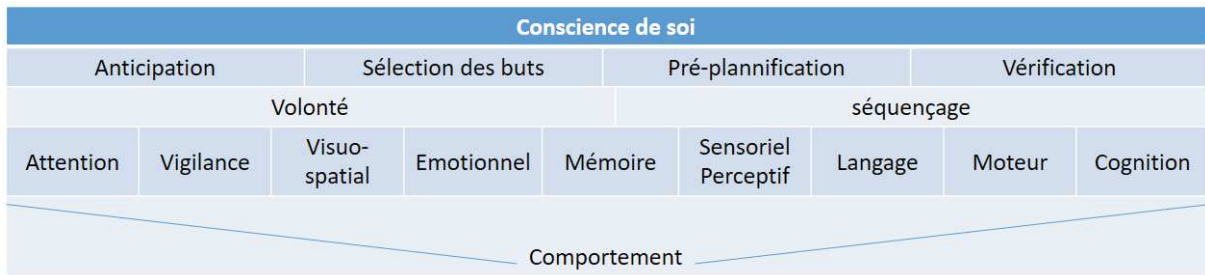 Conscience de soi
Anticipation Sélection des buts Pré-plannification Vérification
Volonté séquençage
Attention Vigilance Visuo-
spatial Emotionnel Mémoire Sensoriel
Perceptif Langage Moteur Cognition
Comportement